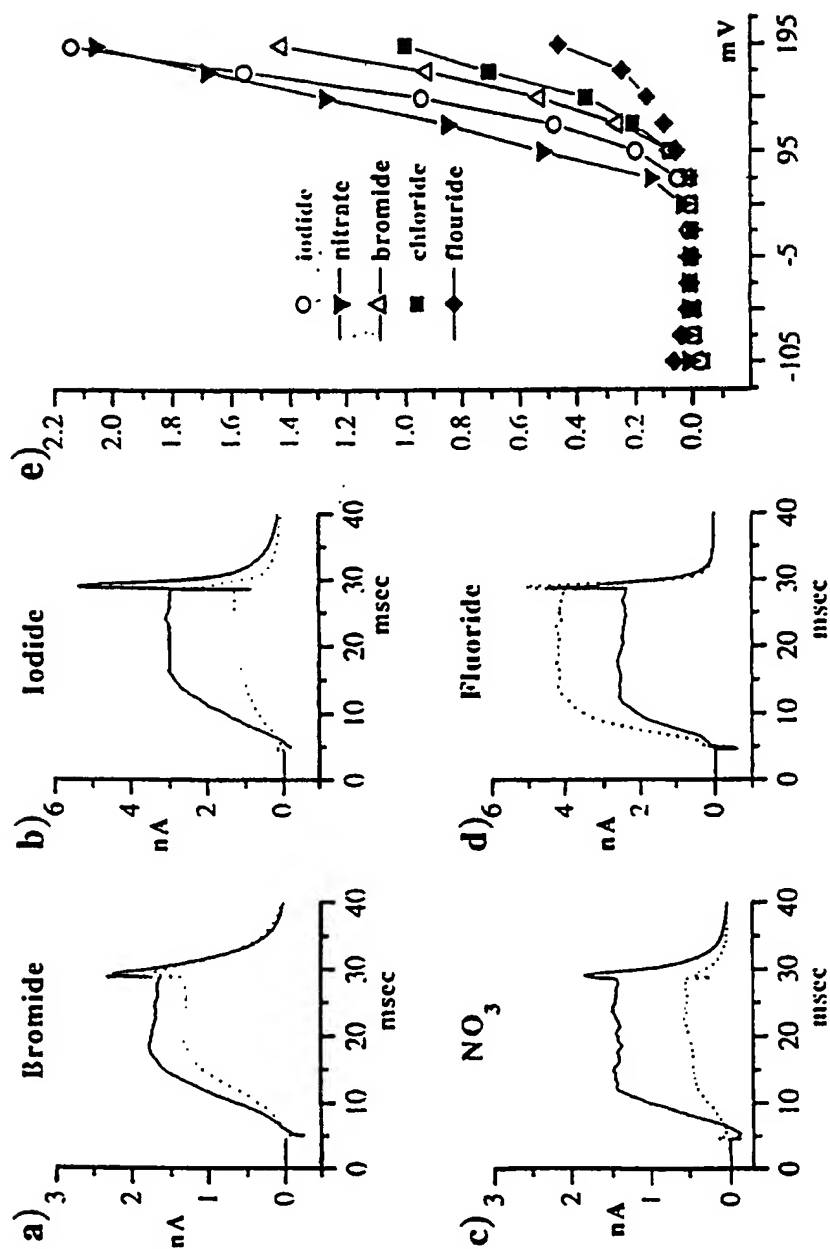 a)
Bromide
3
2
1
0
nA
0 10 20 30 40
msec
b)
Iodide
6
4
2
0
nA
0 10 20 30 40
msec
c)
NO3
3
2
1
0
nA
0 10 20 30 40
msec
d)
Fluoride
6
4
2
0
nA
0 10 20 30 40
msec
e)
2.2
2.0
1.8
1.6
1.4
1.2
1.0
0.8
0.6
0.4
0.2
0.0
iodide
nitrate
bromide
chloride
flouride
-105 -5 95 195
mV